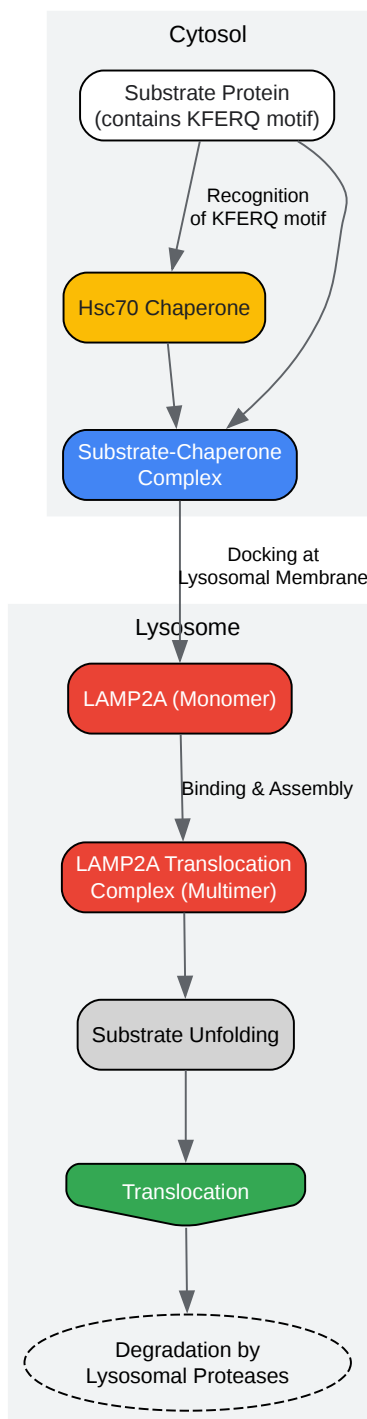 Cytosol
Substrate Protein
(contains KFERQ motif)
Recognition
of KFERQ motif
Hsc70 Chaperone
Substrate-Chaperone
Complex
Docking at
Lysosomal Membrane
Lysosome
LAMP2A (Monomer)
Binding & Assembly
LAMP2A Translocation
Complex (Multimer)
Substrate Unfolding
Translocation
Degradation by
Lysosomal Proteases